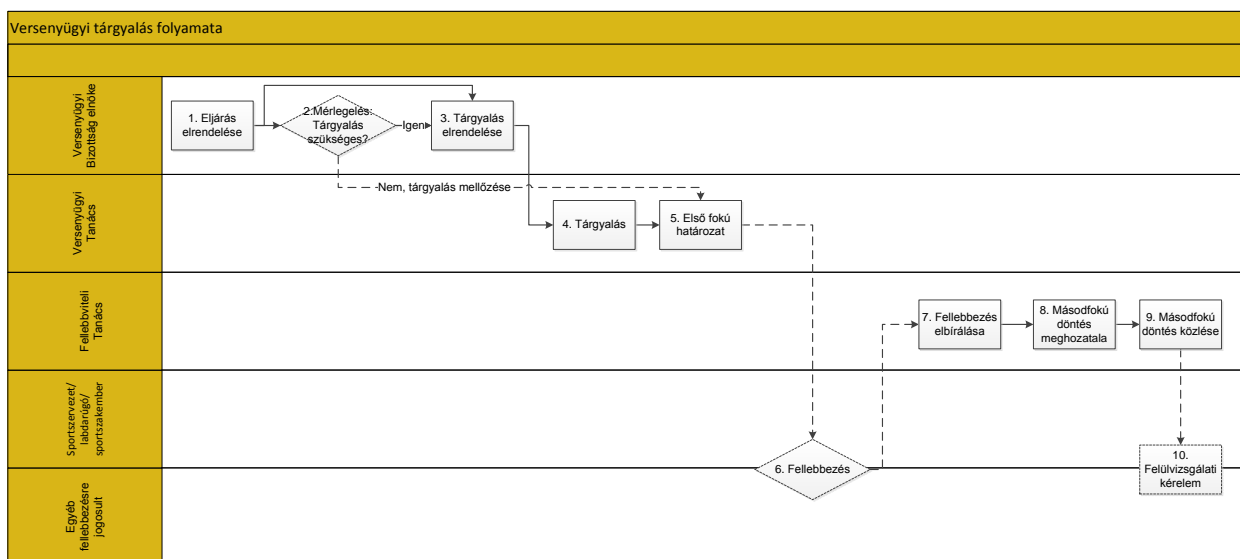 Versenyügyi tárgyalás folyamata
Versenyügyi
Bizottság elnöke
1. Eljárás
elrendelése
2.Mérlegelés:
Tárgyalás
szükséges?
Igen
3. Tárgyalás
elrendelése
Versenyügyi
Tanács
Nem, tárgyalás mellőzése
4. Tárgyalás
5. Első fokú
határozat
Fellebbviteli
Tanács
7. Fellebbezés
elbírálása
8. Másodfokú
döntés
meghozatala
9. Másodfokú
döntés közlése
Sportszervezet/
labdarúgó/
sportszakember
6. Fellebbezés
10.
Felülvizsgálati
kérelem
Egyéb
fellebbezésre
jogosult